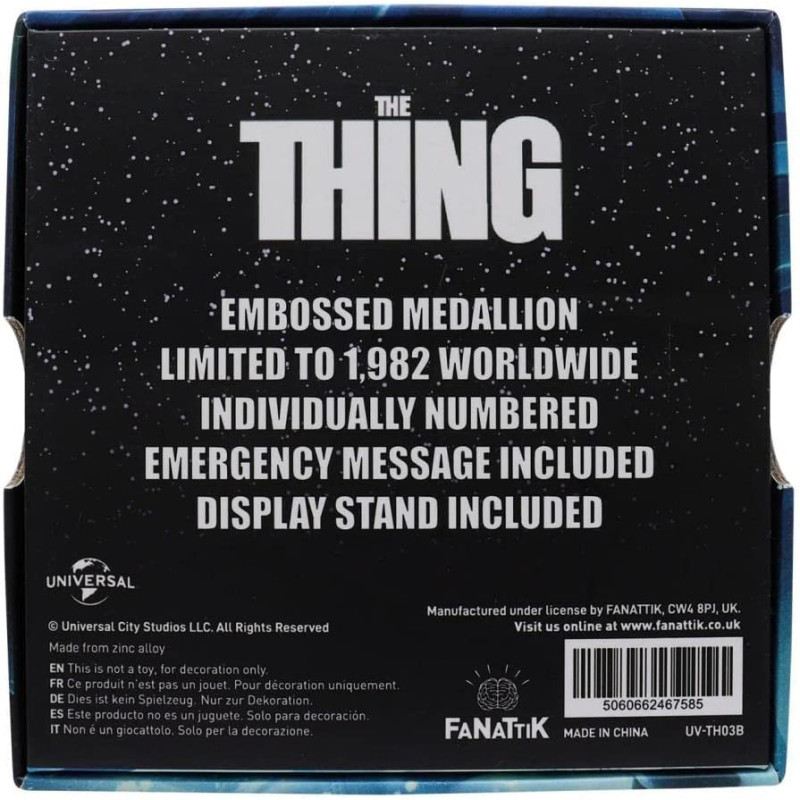 THE
THING
EMBOSSED MEDALLION
LIMITED TO 1,982 WORLDWIDE
INDIVIDUALLY NUMBERED
EMERGENCY MESSAGE INCLUDED
DISPLAY STAND INCLUDED
UNIVERSAL
© Universal City Studios LLC. All Rights Reserved
Made from zinc alloy
EN This is not a toy, for decoration only.
FR Ce produit n'est pas un jouet. Pour décoration uniquement.
DE Dies ist kein Spielzeug. Nur zur Dekoration.
ES Este producto no es un juguete. Solo para decoración.
IT Non é un giocattolo. Solo per la decorazione.
Manufactured under license by FANATTIK, CW4 8PJ, UK.
Visit us online at www.fanattik.co.uk
5060662467585
FANATTIK
MADE IN CHINA
UV-TH03B